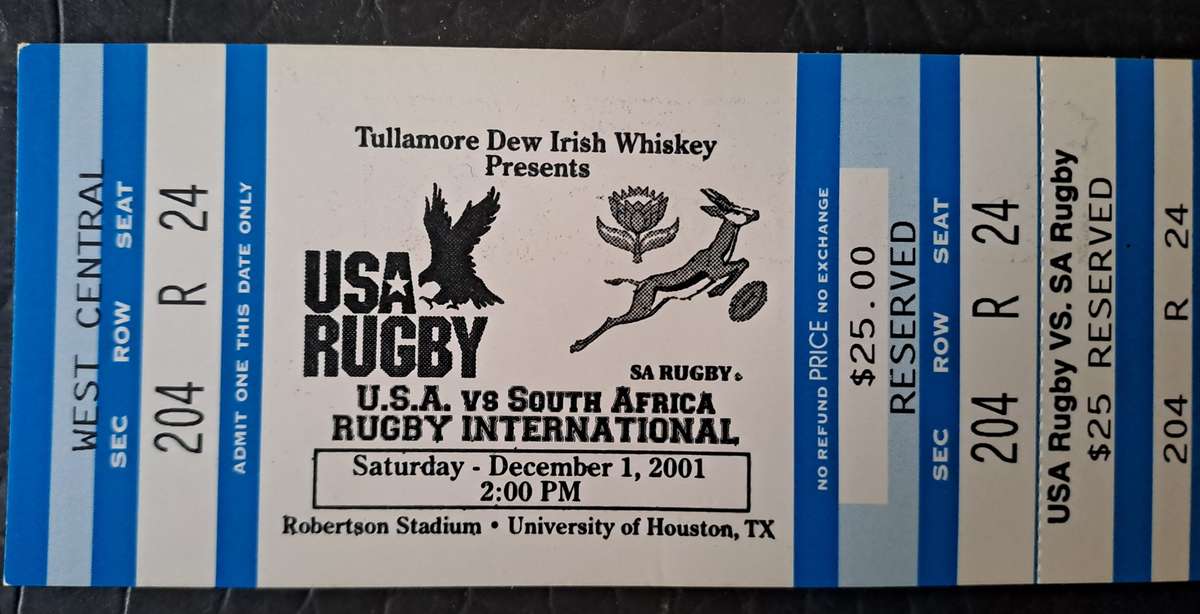 WEST CENTRAL
SEC ROW SEAT
204 R 24
ADMIT ONE THIS DATE ONLY
Tullamore Dew Irish Whiskey
Presents
USA
RUGBY
SA RUGBY
U.S.A. VS SOUTH AFRICA
RUGBY INTERNATIONAL
Saturday - December 1, 2001
2:00 PM
Robertson Stadium • University of Houston, TX
NO REFUND PRICE NO EXCHANGE
$25.00
RESERVED
SEC ROW SEAT
204 R 24
USA Rugby VS. SA Rugby
$25 RESERVED
204 R 24